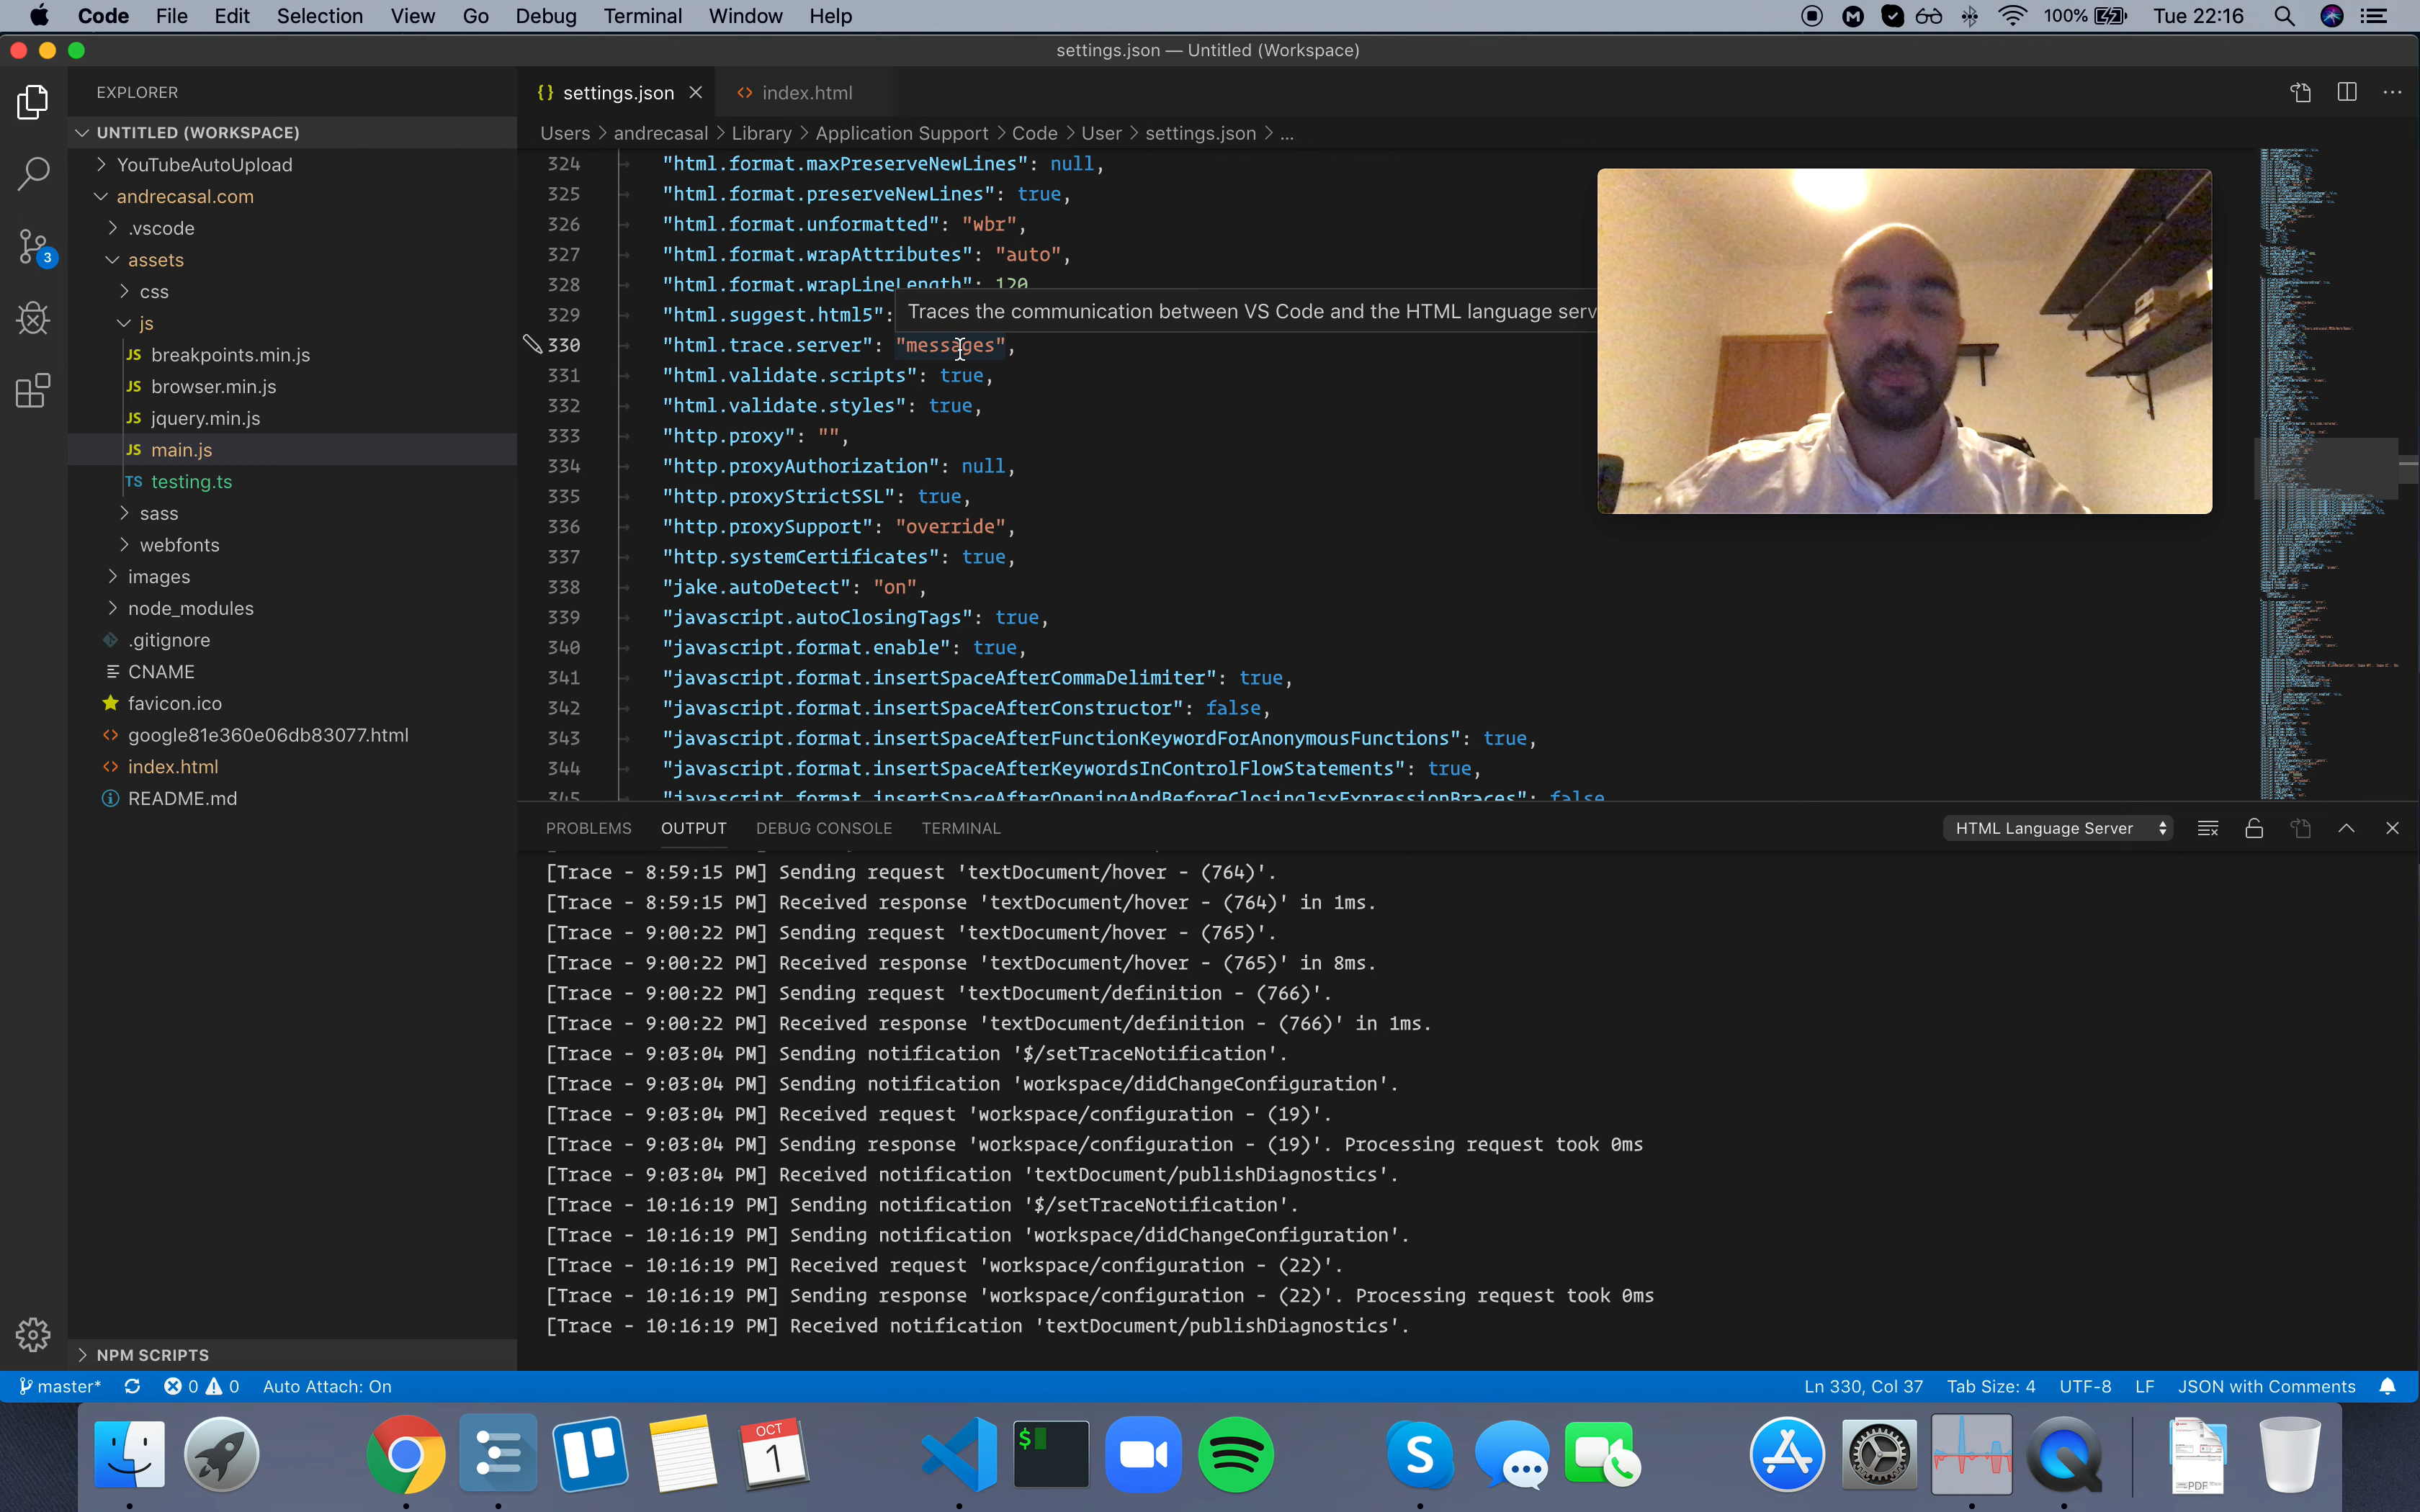 Code File Edit Selection View Go Debug Terminal Window Help 100% Tue 22:16
settings.json — Untitled (Workspace)
EXPLORER
UNTITLED (WORKSPACE)
YouTubeAutoUpload
andrecasal.com
.vscode
assets
css
js
JS breakpoints.min.js
JS browser.min.js
JS jquery.min.js
JS main.js
TS testing.ts
sass
webfonts
images
node_modules
.gitignore
CNAME
favicon.ico
google81e360e06db83077.html
index.html
README.md
NPM SCRIPTS
3
{} settings.json <> index.html
Users > andrecasal > Library > Application Support > Code > User > settings.json > ...
324 "html.format.maxPreserveNewLines": null,
325 "html.format.preserveNewLines": true,
326 "html.format.unformatted": "wbr",
327 "html.format.wrapAttributes": "auto",
328 "html.format.wrapLineLength": 120
329 "html.suggest.html5":
Traces the communication between VS Code and the HTML language serv
330 "html.trace.server": "messages",
331 "html.validate.scripts": true,
332 "html.validate.styles": true,
333 "http.proxy": "",
334 "http.proxyAuthorization": null,
335 "http.proxyStrictSSL": true,
336 "http.proxySupport": "override",
337 "http.systemCertificates": true,
338 "jake.autoDetect": "on",
339 "javascript.autoClosingTags": true,
340 "javascript.format.enable": true,
341 "javascript.format.insertSpaceAfterCommaDelimiter": true,
342 "javascript.format.insertSpaceAfterConstructor": false,
343 "javascript.format.insertSpaceAfterFunctionKeywordForAnonymousFunctions": true,
344 "javascript.format.insertSpaceAfterKeywordsInControlFlowStatements": true,
345 "javascript.format.insertSpaceAfterOpeningAndBeforeClosingJsxExpressionBraces": false
PROBLEMS OUTPUT DEBUG CONSOLE TERMINAL HTML Language Server
[Trace - 8:59:15 PM] Sending request 'textDocument/hover - (764)'.
[Trace - 8:59:15 PM] Received response 'textDocument/hover - (764)' in 1ms.
[Trace - 9:00:22 PM] Sending request 'textDocument/hover - (765)'.
[Trace - 9:00:22 PM] Received response 'textDocument/hover - (765)' in 8ms.
[Trace - 9:00:22 PM] Sending request 'textDocument/definition - (766)'.
[Trace - 9:00:22 PM] Received response 'textDocument/definition - (766)' in 1ms.
[Trace - 9:03:04 PM] Sending notification '$/setTraceNotification'.
[Trace - 9:03:04 PM] Sending notification 'workspace/didChangeConfiguration'.
[Trace - 9:03:04 PM] Received request 'workspace/configuration - (19)'.
[Trace - 9:03:04 PM] Sending response 'workspace/configuration - (19)'. Processing request took 0ms
[Trace - 9:03:04 PM] Received notification 'textDocument/publishDiagnostics'.
[Trace - 10:16:19 PM] Sending notification '$/setTraceNotification'.
[Trace - 10:16:19 PM] Sending notification 'workspace/didChangeConfiguration'.
[Trace - 10:16:19 PM] Received request 'workspace/configuration - (22)'.
[Trace - 10:16:19 PM] Sending response 'workspace/configuration - (22)'. Processing request took 0ms
[Trace - 10:16:19 PM] Received notification 'textDocument/publishDiagnostics'.
master* 0 0 Auto Attach: On Ln 330, Col 37 Tab Size: 4 UTF-8 LF JSON with Comments
OCT
1
$
S
PDF